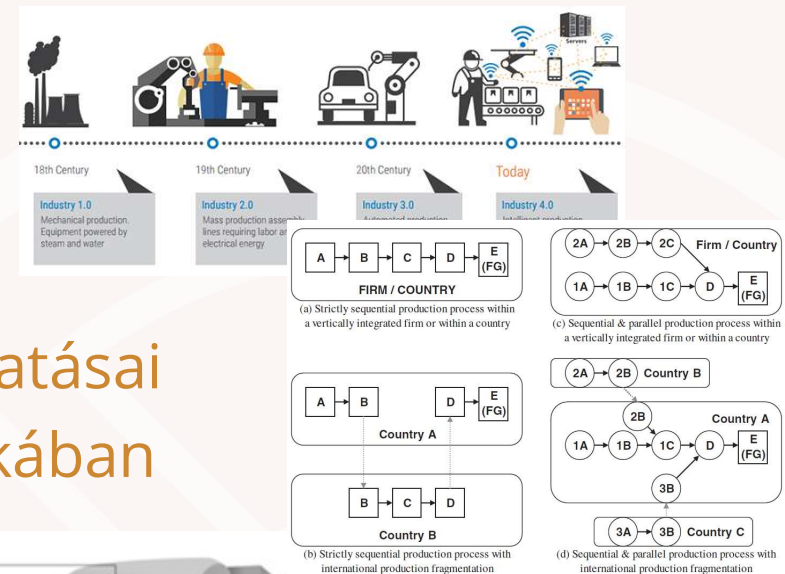 Servers
18th Century
19th Century
20th Century
Today
Industry 1.0
Mechanical production.
Equipment powered by
steam and water
Industry 2.0
Mass production assembly
lines requiring labor
electrical energy
Industry 3.0
Automated production
Industry 4.0
Intelligent production
atásai
kában
A
B
C
D
E
(FG)
FIRM / COUNTRY
(a) Strictly sequential production process within
a vertically integrated firm or within a country
2A
2B
2C
Firm / Country
1A
1B
1C
D
E
(FG)
(c) Sequential & parallel production process within
a vertically integrated firm or within a country
A
B
D
E
(FG)
Country A
B
C
D
Country B
(b) Strictly sequential production process with
international production fragmentation
2A
2B
Country B
2B
Country A
1A
1B
1C
D
E
(FG)
3B
3A
3B
Country C
(d) Sequential & parallel production process with
international production fragmentation